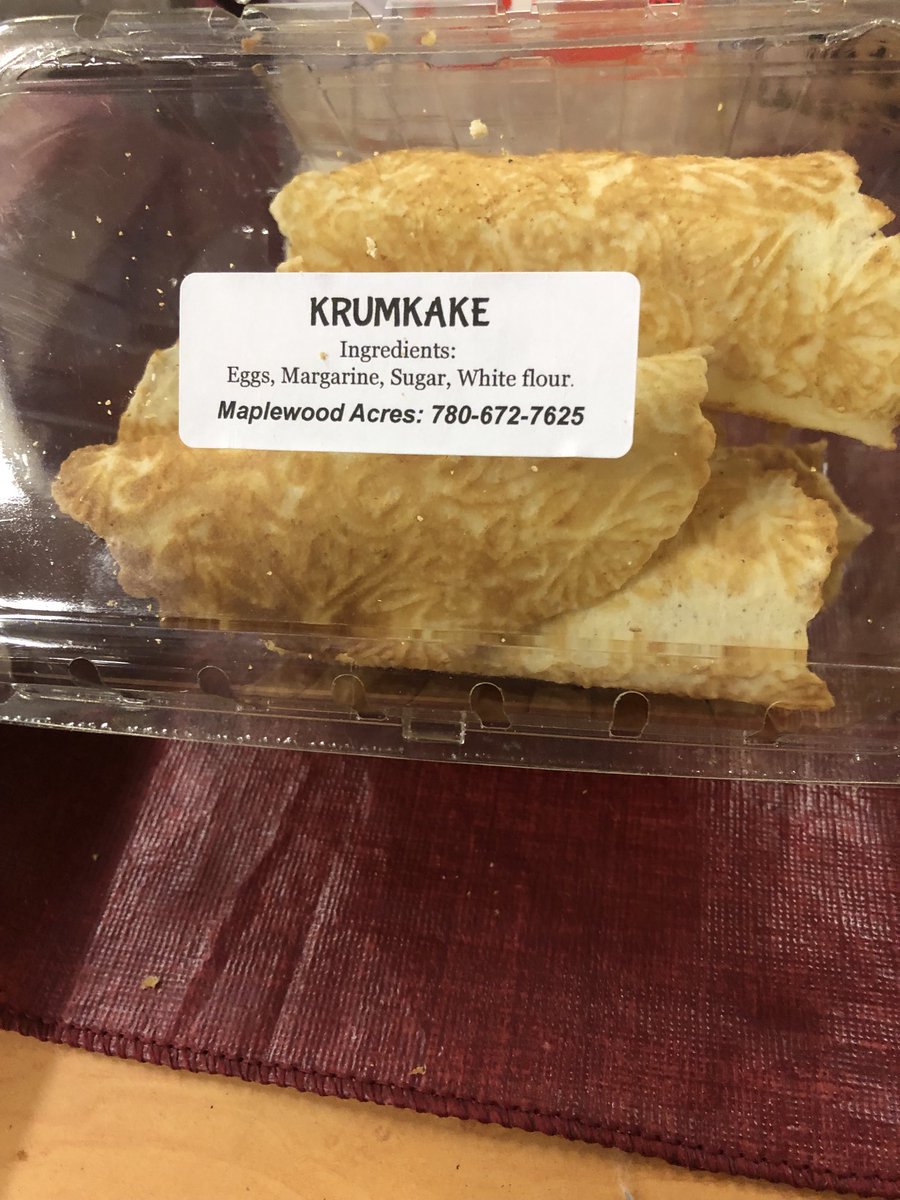 KRUMKAKE
Ingredients:
Eggs, Margarine, Sugar, White flour.
Maplewood Acres: 780-672-7625